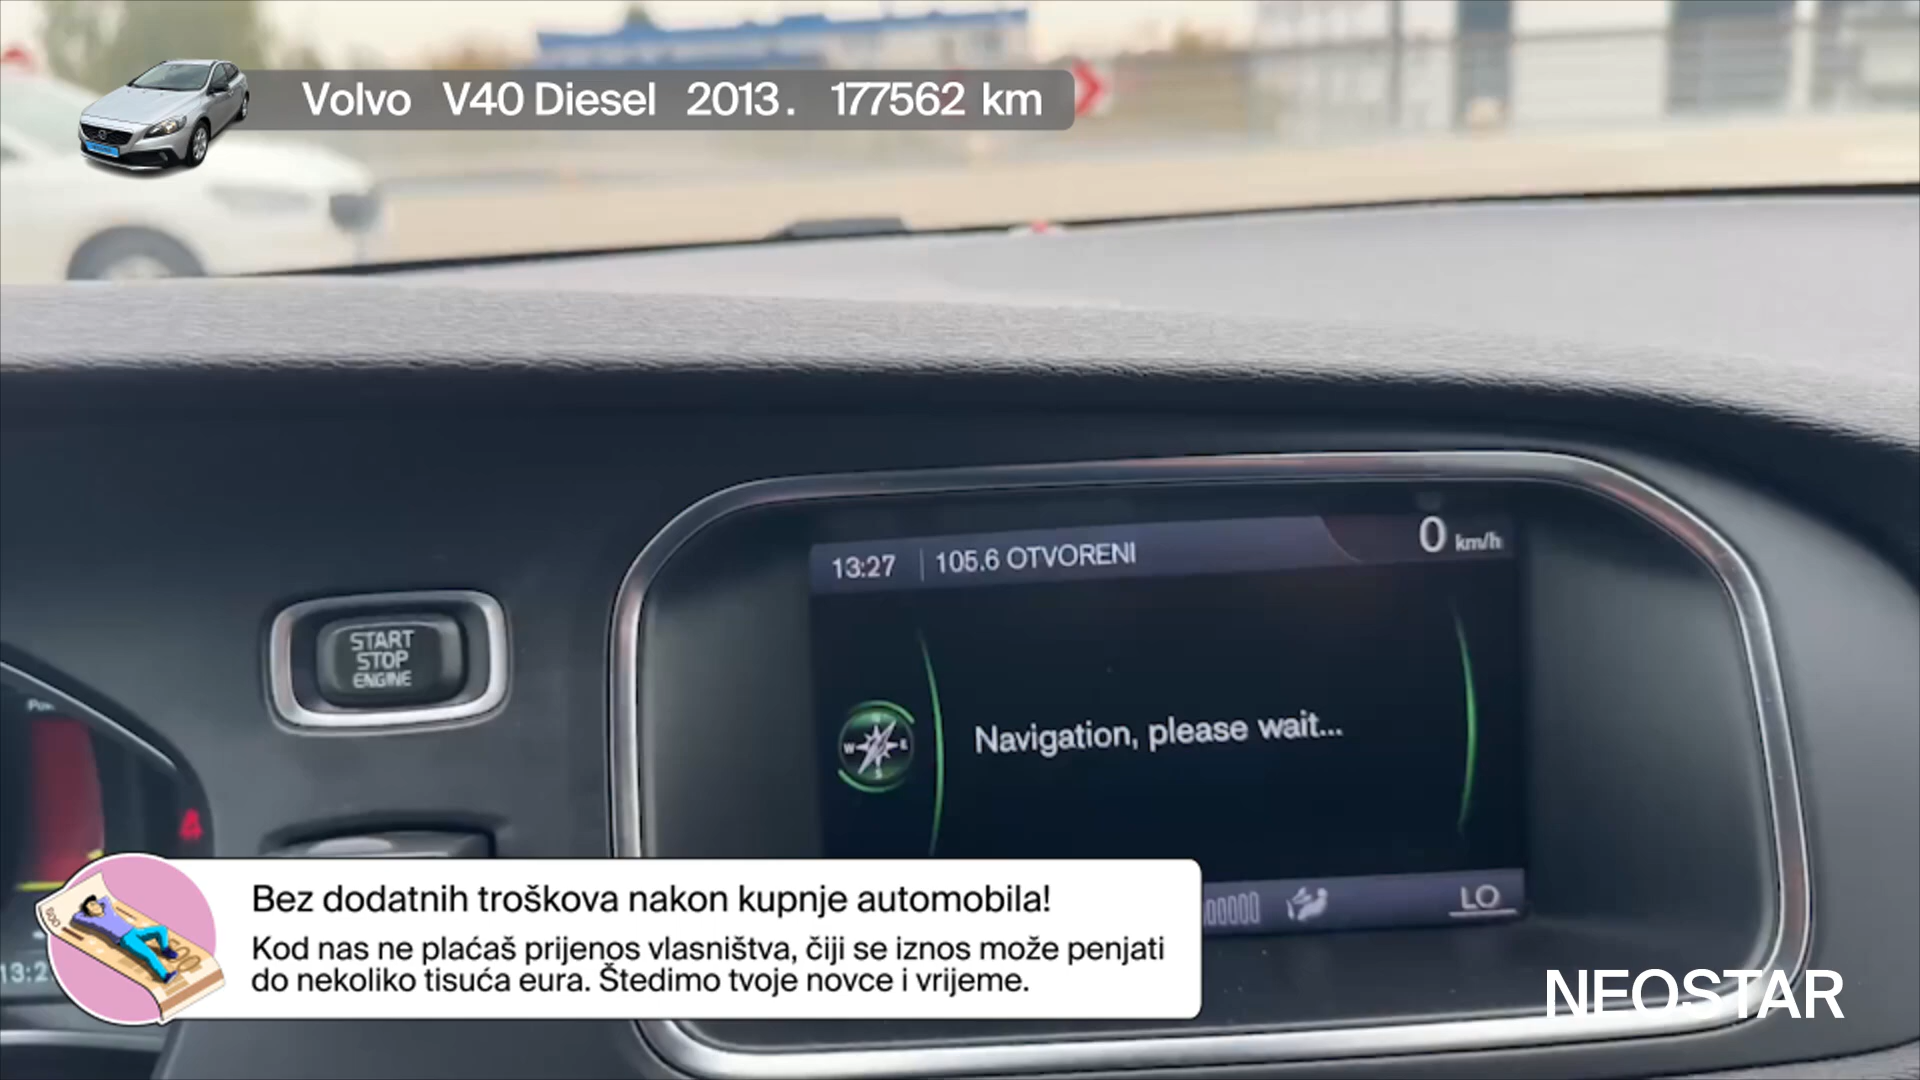 Volvo V40 Diesel 2013. 177562 km
13:27 105.6 OTVORENI 0 km/h
START
STOP
ENGINE
W E
S
Navigation, please wait...
4
LO
Bez dodatnih troškova nakon kupnje automobila!
Kod nas ne plaćaš prijenos vlasništva, čiji se iznos može penjati
do nekoliko tisuća eura. Štedimo tvoje novce i vrijeme.
500
NEOSTAR